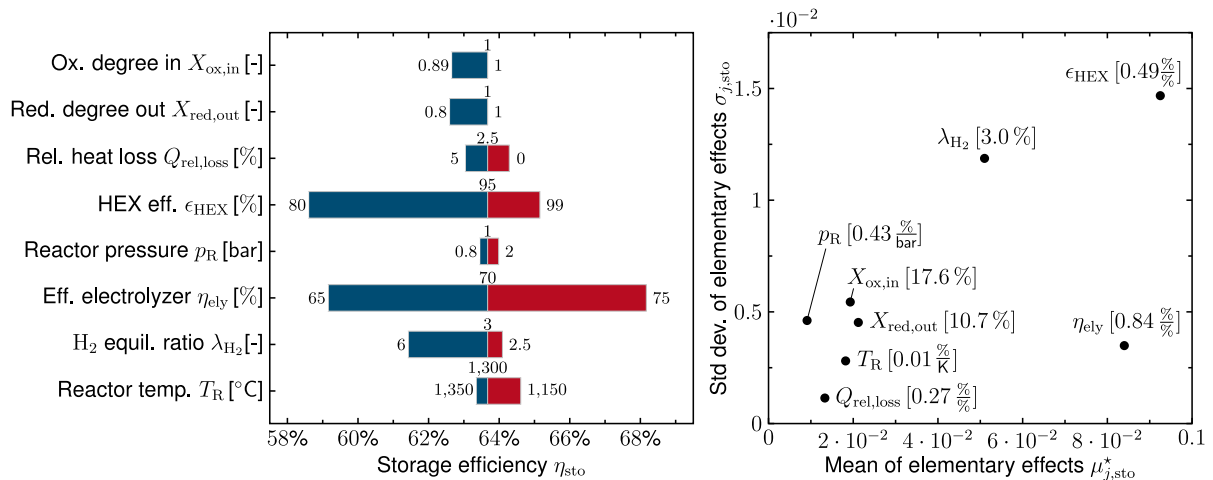 Ox. degree in X_ox,in [-]
0.89
1
1
Red. degree out X_red,out [-]
0.8
1
1
Rel. heat loss Q_rel,loss [%]
5
2.5
0
HEX eff. ϵ_HEX [%]
80
95
99
Reactor pressure p_R [bar]
0.8
1
2
Eff. electrolyzer η_ely [%]
65
70
75
H_2 equil. ratio λ_H_2 [-]
6
3
2.5
Reactor temp. T_R [°C]
1,350
1,300
1,150
58% 60% 62% 64% 66% 68%
Storage efficiency η_sto
·10^-2
Std dev. of elementary effects σ_j,sto
1.5
1
0.5
0
ϵ_HEX [0.49 %/%]
λ_H_2 [3.0 %]
p_R [0.43 %/bar]
X_ox,in [17.6 %]
X_red,out [10.7 %]
η_ely [0.84 %/%]
T_R [0.01 %/K]
Q_rel,loss [0.27 %/%]
0 2·10^-2 4·10^-2 6·10^-2 8·10^-2 0.1
Mean of elementary effects μ*_j,sto